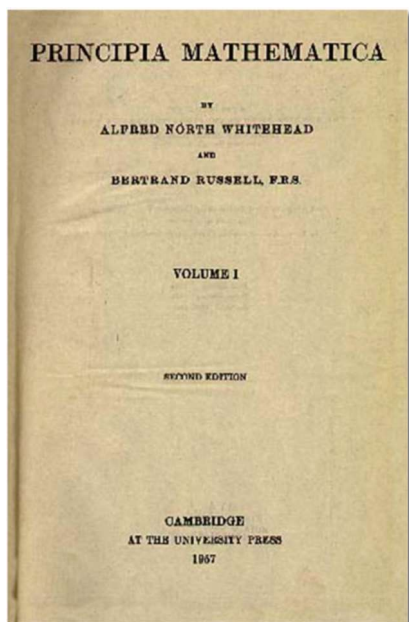 PRINCIPIA MATHEMATICA
BY
ALFRED NORTH WHITEHEAD
AND
BERTRAND RUSSELL, F.R.S.
VOLUME I
SECOND EDITION
CAMBRIDGE
AT THE UNIVERSITY PRESS
1957